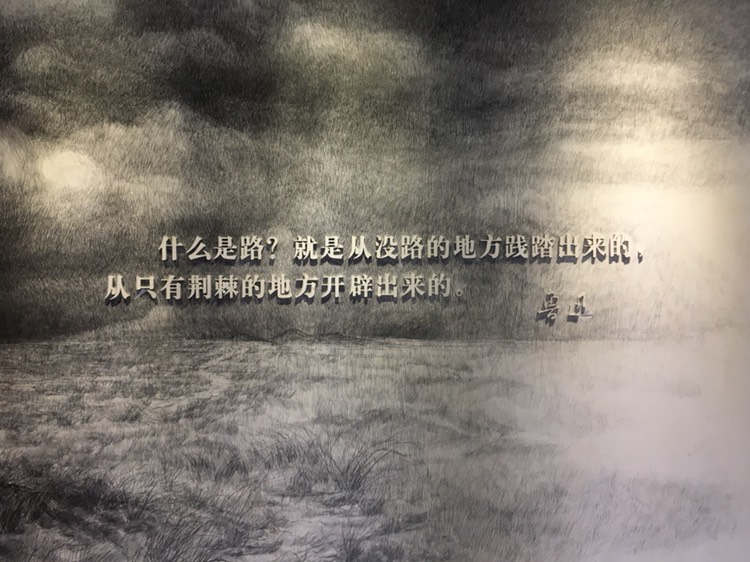 什么是路？就是从没路的地方践踏出来的，
从只有荆棘的地方开辟出来的。
鲁迅